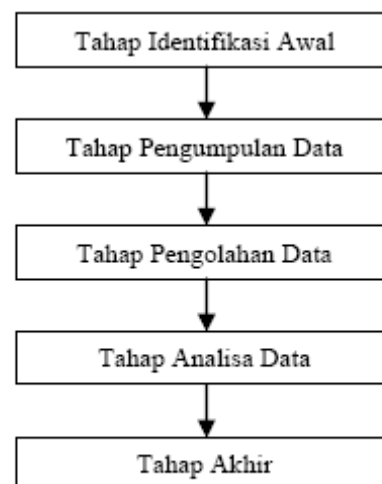 Tahap Identifikasi Awal
Tahap Pengumpulan Data
Tahap Pengolahan Data
Tahap Analisa Data
Tahap Akhir